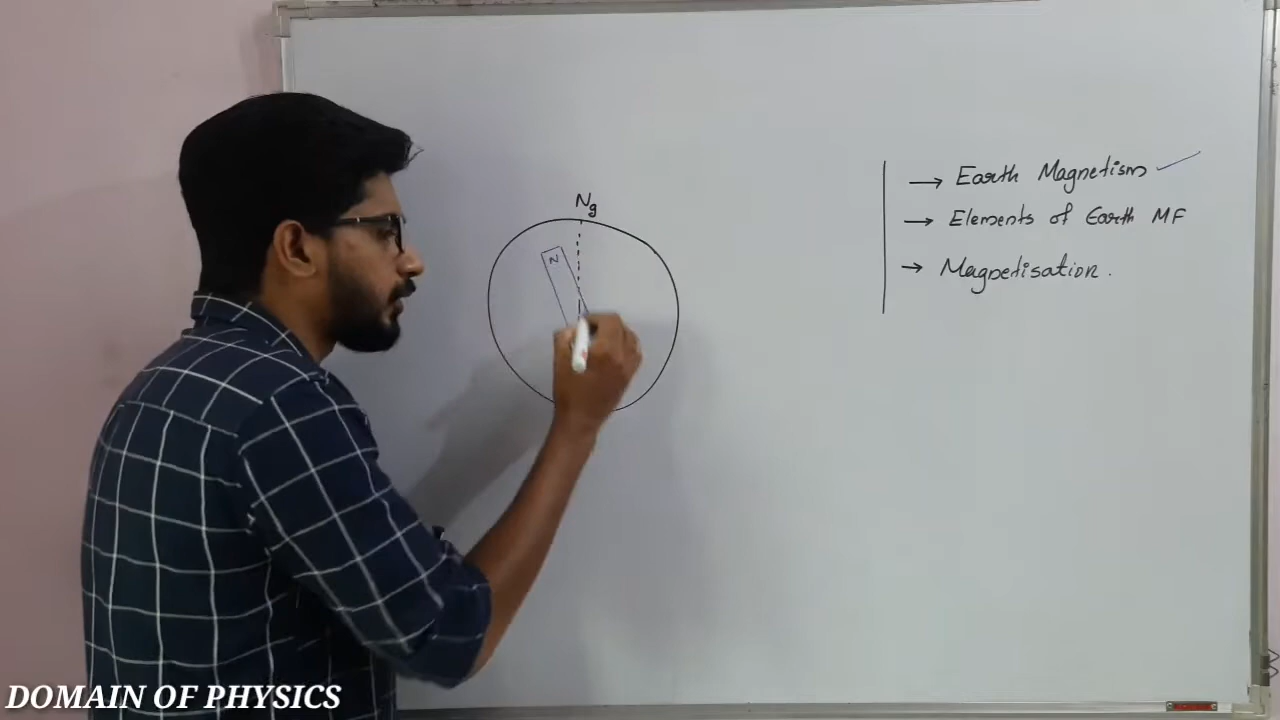 Ng
N
→ Earth Magnetism ✓
→ Elements of Earth MF
→ Magnetisation.
DOMAIN OF PHYSICS